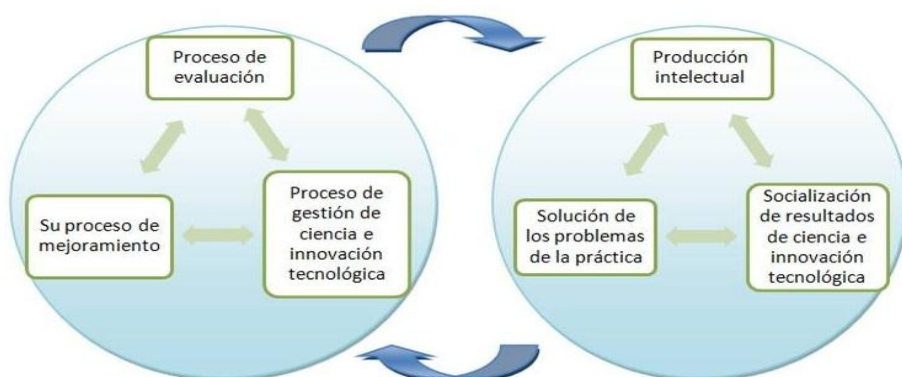 Proceso de
evaluación
Su proceso de
mejoramiento
Proceso de
gestión de
ciencia e
innovación
tecnológica
Producción
intelectual
Solución de
los problemas
de la práctica
Socialización
de resultados
de ciencia e
innovación
tecnológica